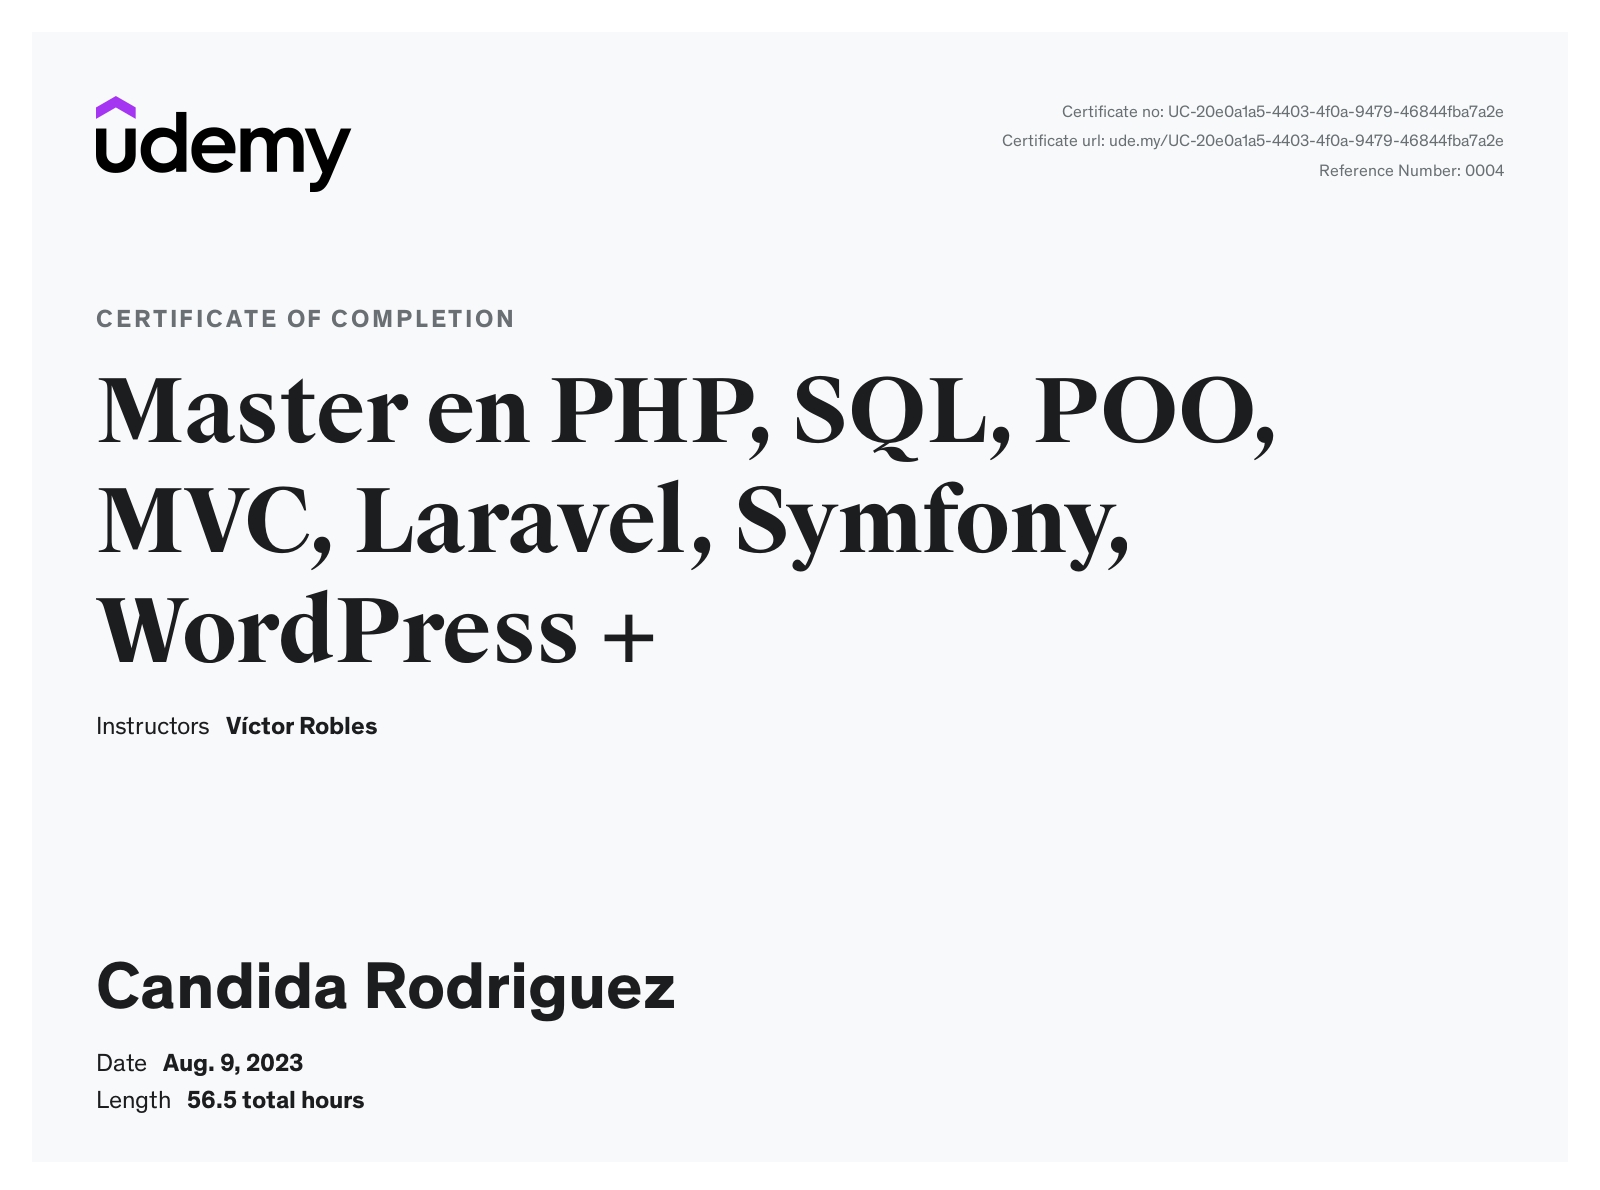 udemy
Certificate no: UC-20e0a1a5-4403-4f0a-9479-46844fba7a2e
Certificate url: ude.my/UC-20e0a1a5-4403-4f0a-9479-46844fba7a2e
Reference Number: 0004
CERTIFICATE OF COMPLETION
Master en PHP, SQL, POO,
MVC, Laravel, Symfony,
WordPress +
Instructors Víctor Robles
Candida Rodriguez
Date Aug. 9, 2023
Length 56.5 total hours